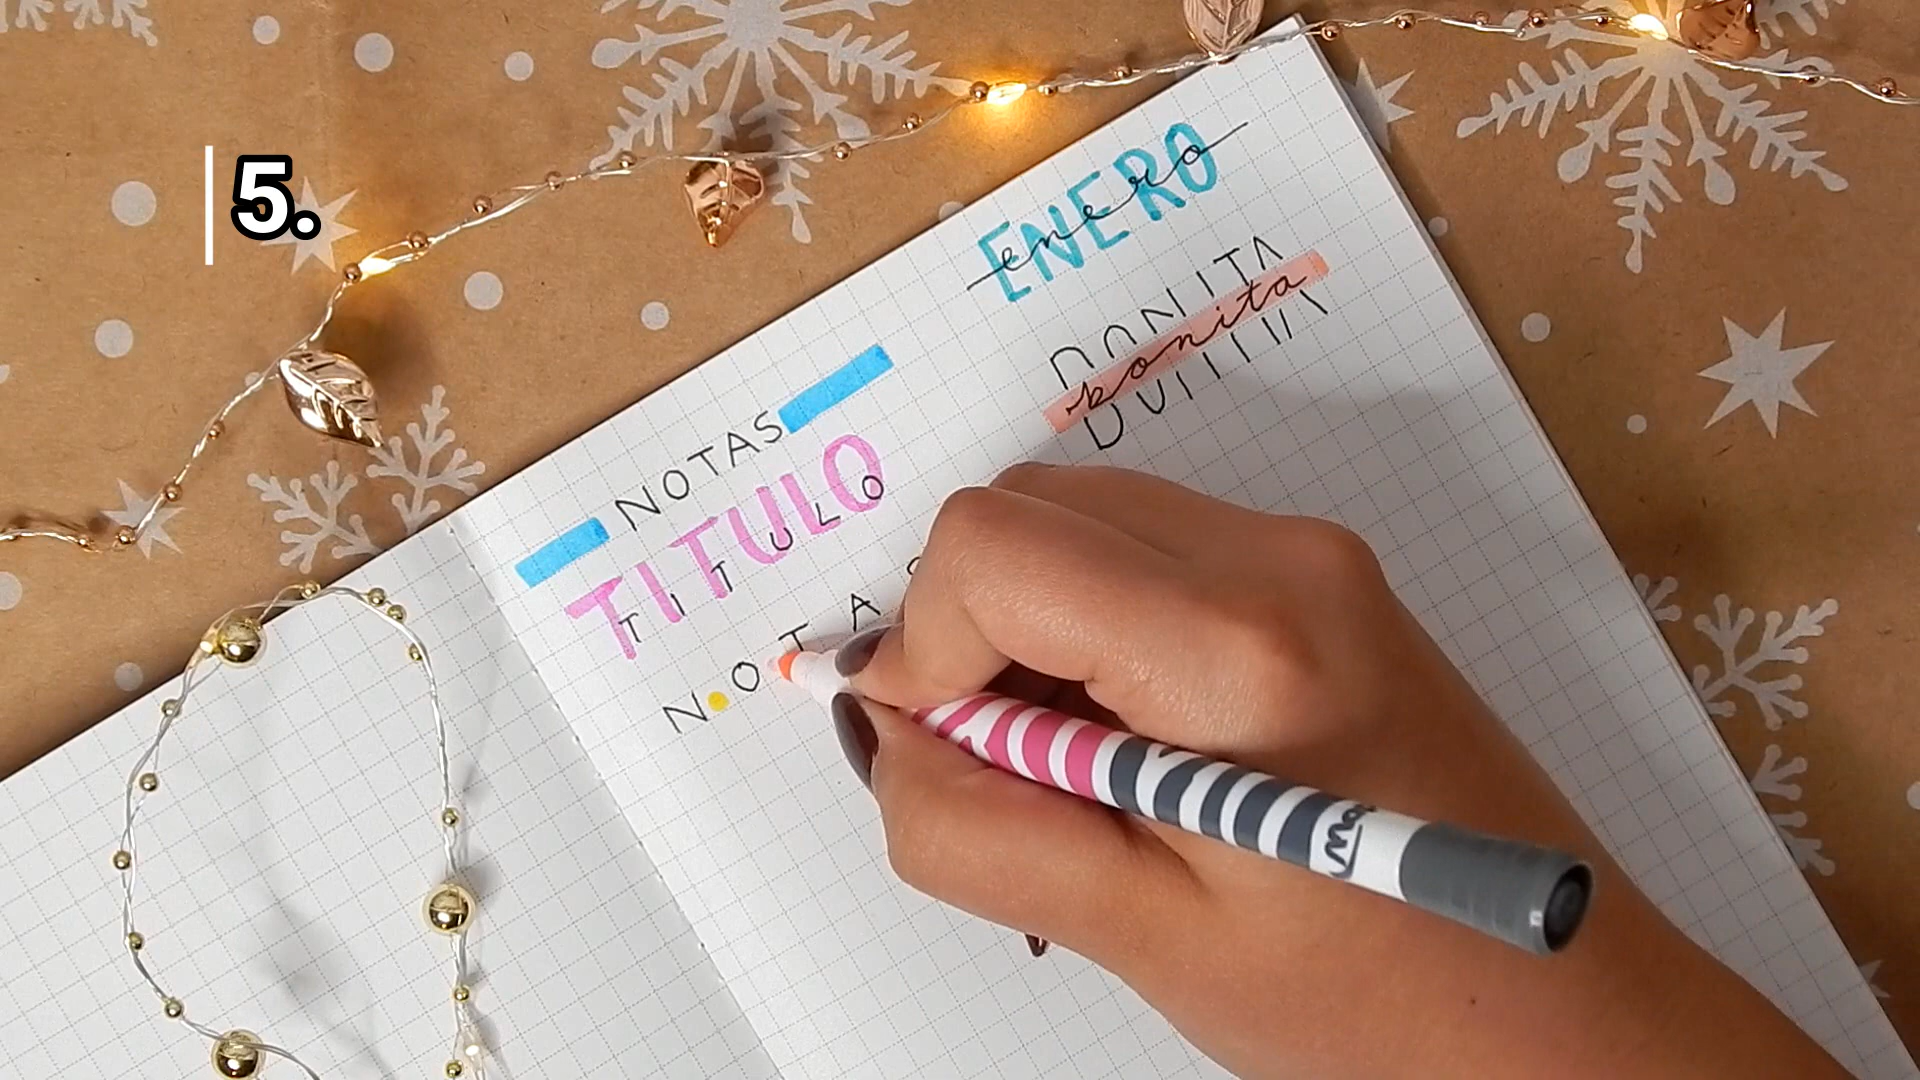 5.
ENERO
enero
BONITA
bonita
NOTAS
TITULO
TITULO
NOTA